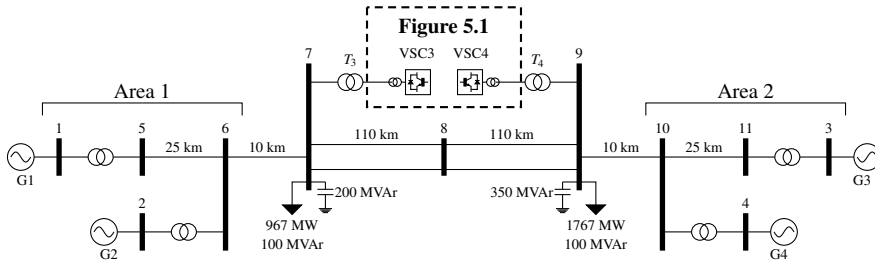 Figure 5.1
7
VSC3
VSC4
9
T3
T4
Area 1
Area 2
1
5
6
8
10
11
3
25 km
10 km
110 km
110 km
10 km
25 km
G1
G3
2
4
G2
G4
200 MVAr
350 MVAr
967 MW
100 MVAr
1767 MW
100 MVAr